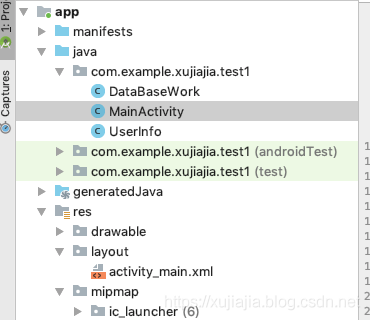 1: Proj
Captures
app
manifests
java
com.example.xujiajia.test1
DataBaseWork
MainActivity
UserInfo
com.example.xujiajia.test1 (androidTest)
com.example.xujiajia.test1 (test)
generatedJava
res
drawable
layout
activity_main.xml
mipmap
ic_launcher (6)
https://xujiajia.blog.csdn.net